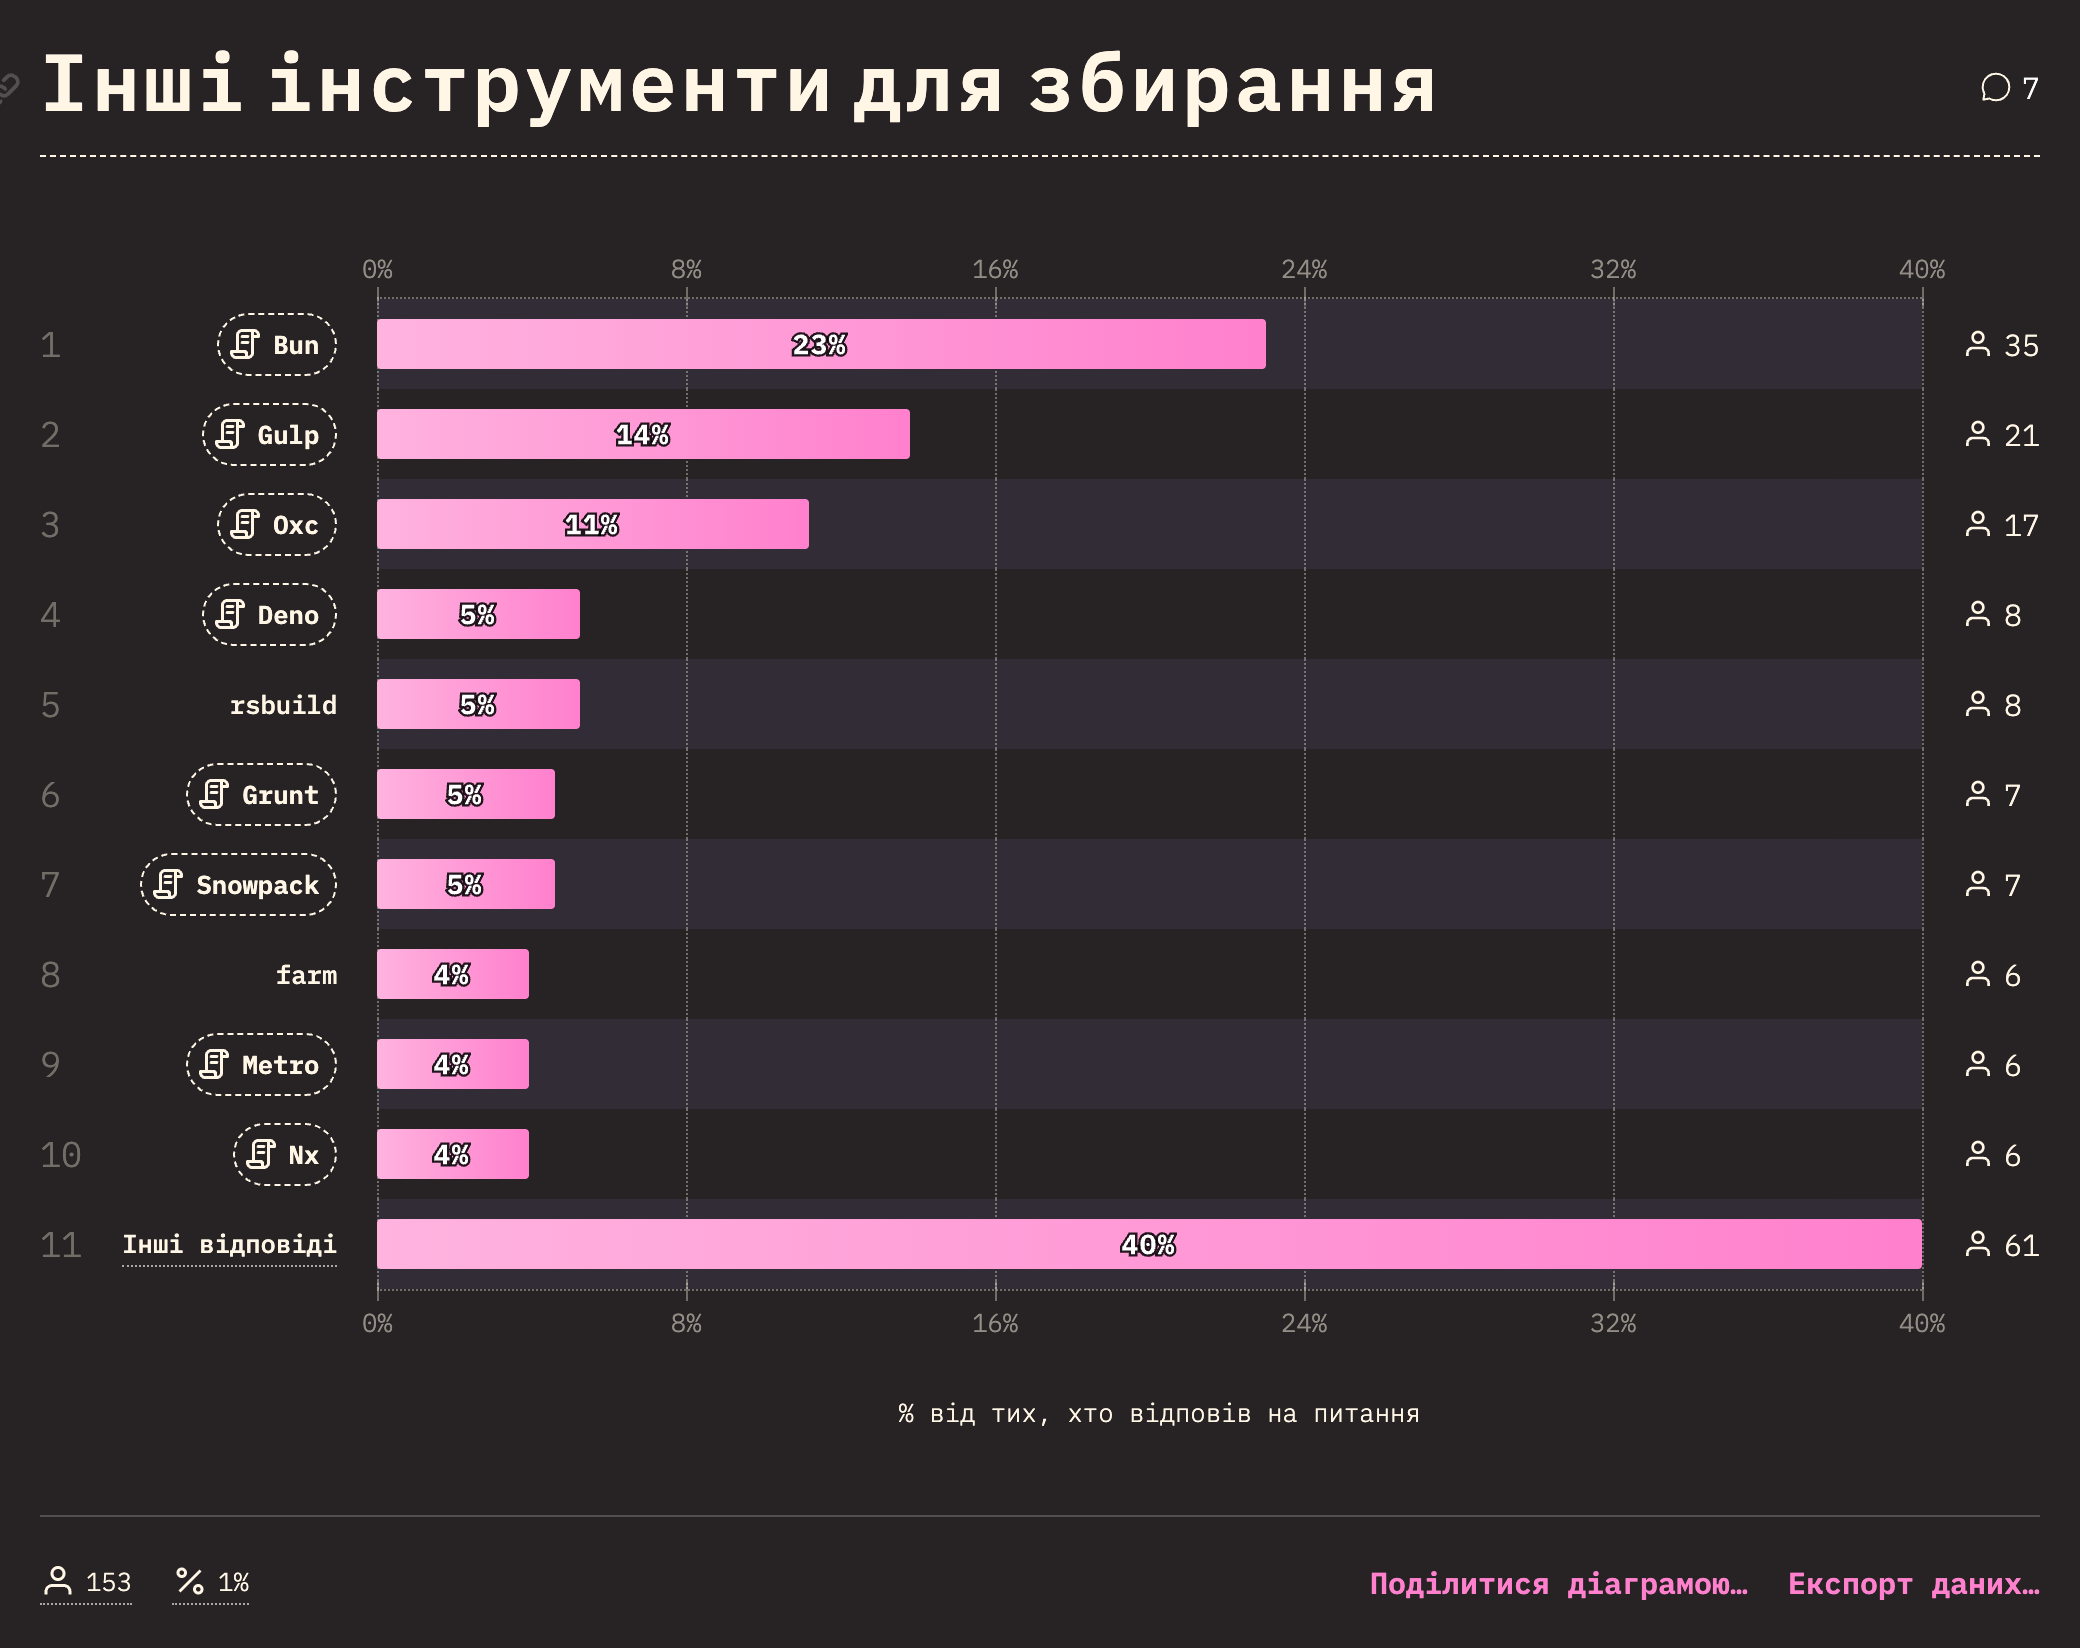 Інші інструменти для збирання
7
0% 8% 16% 24% 32% 40%
1 Bun 23% 35
2 Gulp 14% 21
3 Oxc 11% 17
4 Deno 5% 8
5 rsbuild 5% 8
6 Grunt 5% 7
7 Snowpack 5% 7
8 farm 4% 6
9 Metro 4% 6
10 Nx 4% 6
11 Інші відповіді 40% 61
0% 8% 16% 24% 32% 40%
% від тих, хто відповів на питання
153 1% Поділитися діаграмою… Експорт даних…